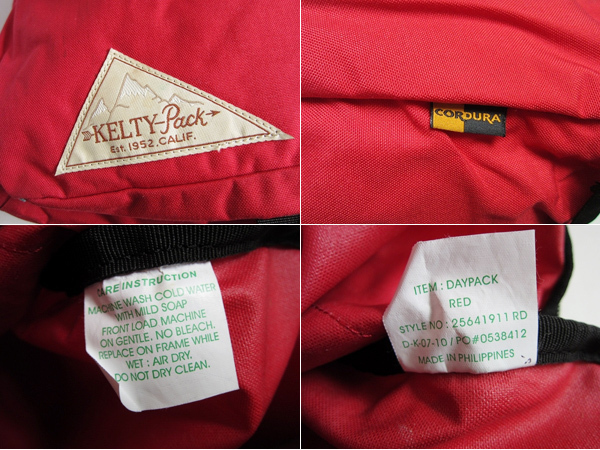 KELTY-Pack
Est. 1952. CALIF.
CORDURA
CARE INSTRUCTION
MACHINE WASH COLD WATER
WITH MILD SOAP
FRONT LOAD MACHINE
ON GENTLE. NO BLEACH.
REPLACE ON FRAME WHILE
WET : AIR DRY.
DO NOT DRY CLEAN.
ITEM : DAYPACK
RED
STYLE NO : 25641911 RD
D-K-07-10 / PO#0538412
MADE IN PHILIPPINES